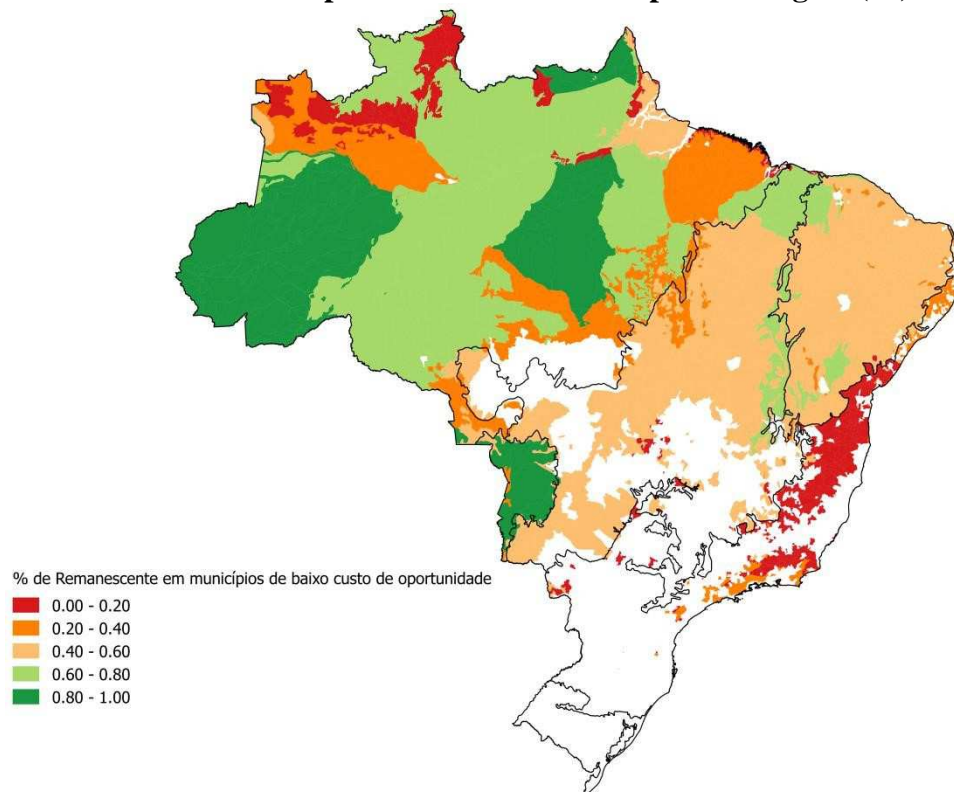 % de Remanescente em municípios de baixo custo de oportunidade
0.00 - 0.20
0.20 - 0.40
0.40 - 0.60
0.60 - 0.80
0.80 - 1.00